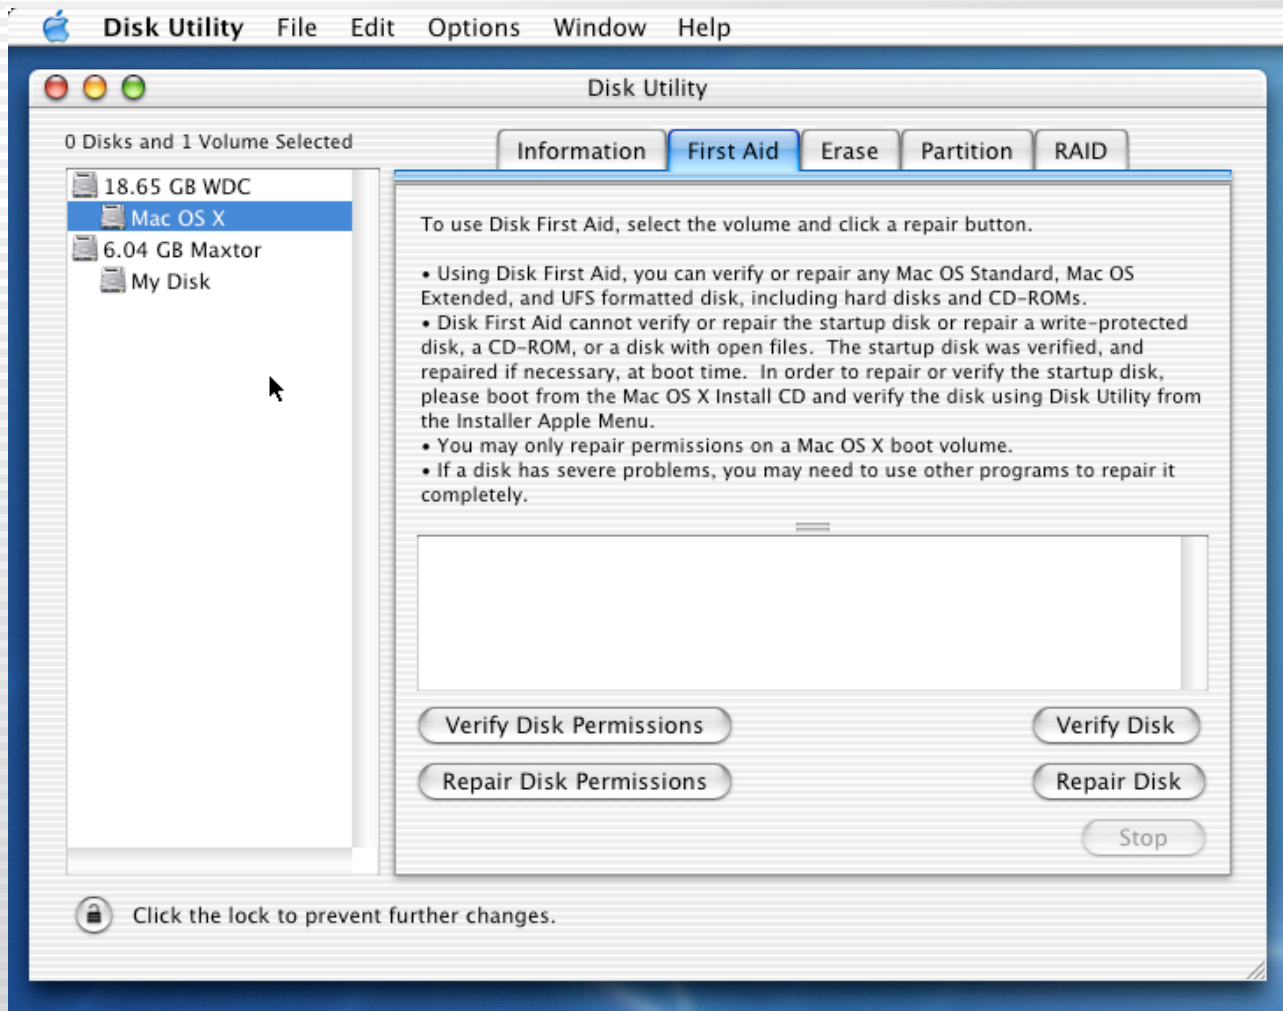 Disk Utility File Edit Options Window Help
Disk Utility
0 Disks and 1 Volume Selected
18.65 GB WDC
Mac OS X
6.04 GB Maxtor
My Disk
Information First Aid Erase Partition RAID
To use Disk First Aid, select the volume and click a repair button.
• Using Disk First Aid, you can verify or repair any Mac OS Standard, Mac OS
Extended, and UFS formatted disk, including hard disks and CD-ROMs.
• Disk First Aid cannot verify or repair the startup disk or repair a write-protected
disk, a CD-ROM, or a disk with open files.  The startup disk was verified, and
repaired if necessary, at boot time.  In order to repair or verify the startup disk,
please boot from the Mac OS X Install CD and verify the disk using Disk Utility from
the Installer Apple Menu.
• You may only repair permissions on a Mac OS X boot volume.
• If a disk has severe problems, you may need to use other programs to repair it
completely.
Verify Disk Permissions Verify Disk
Repair Disk Permissions Repair Disk
Stop
Click the lock to prevent further changes.